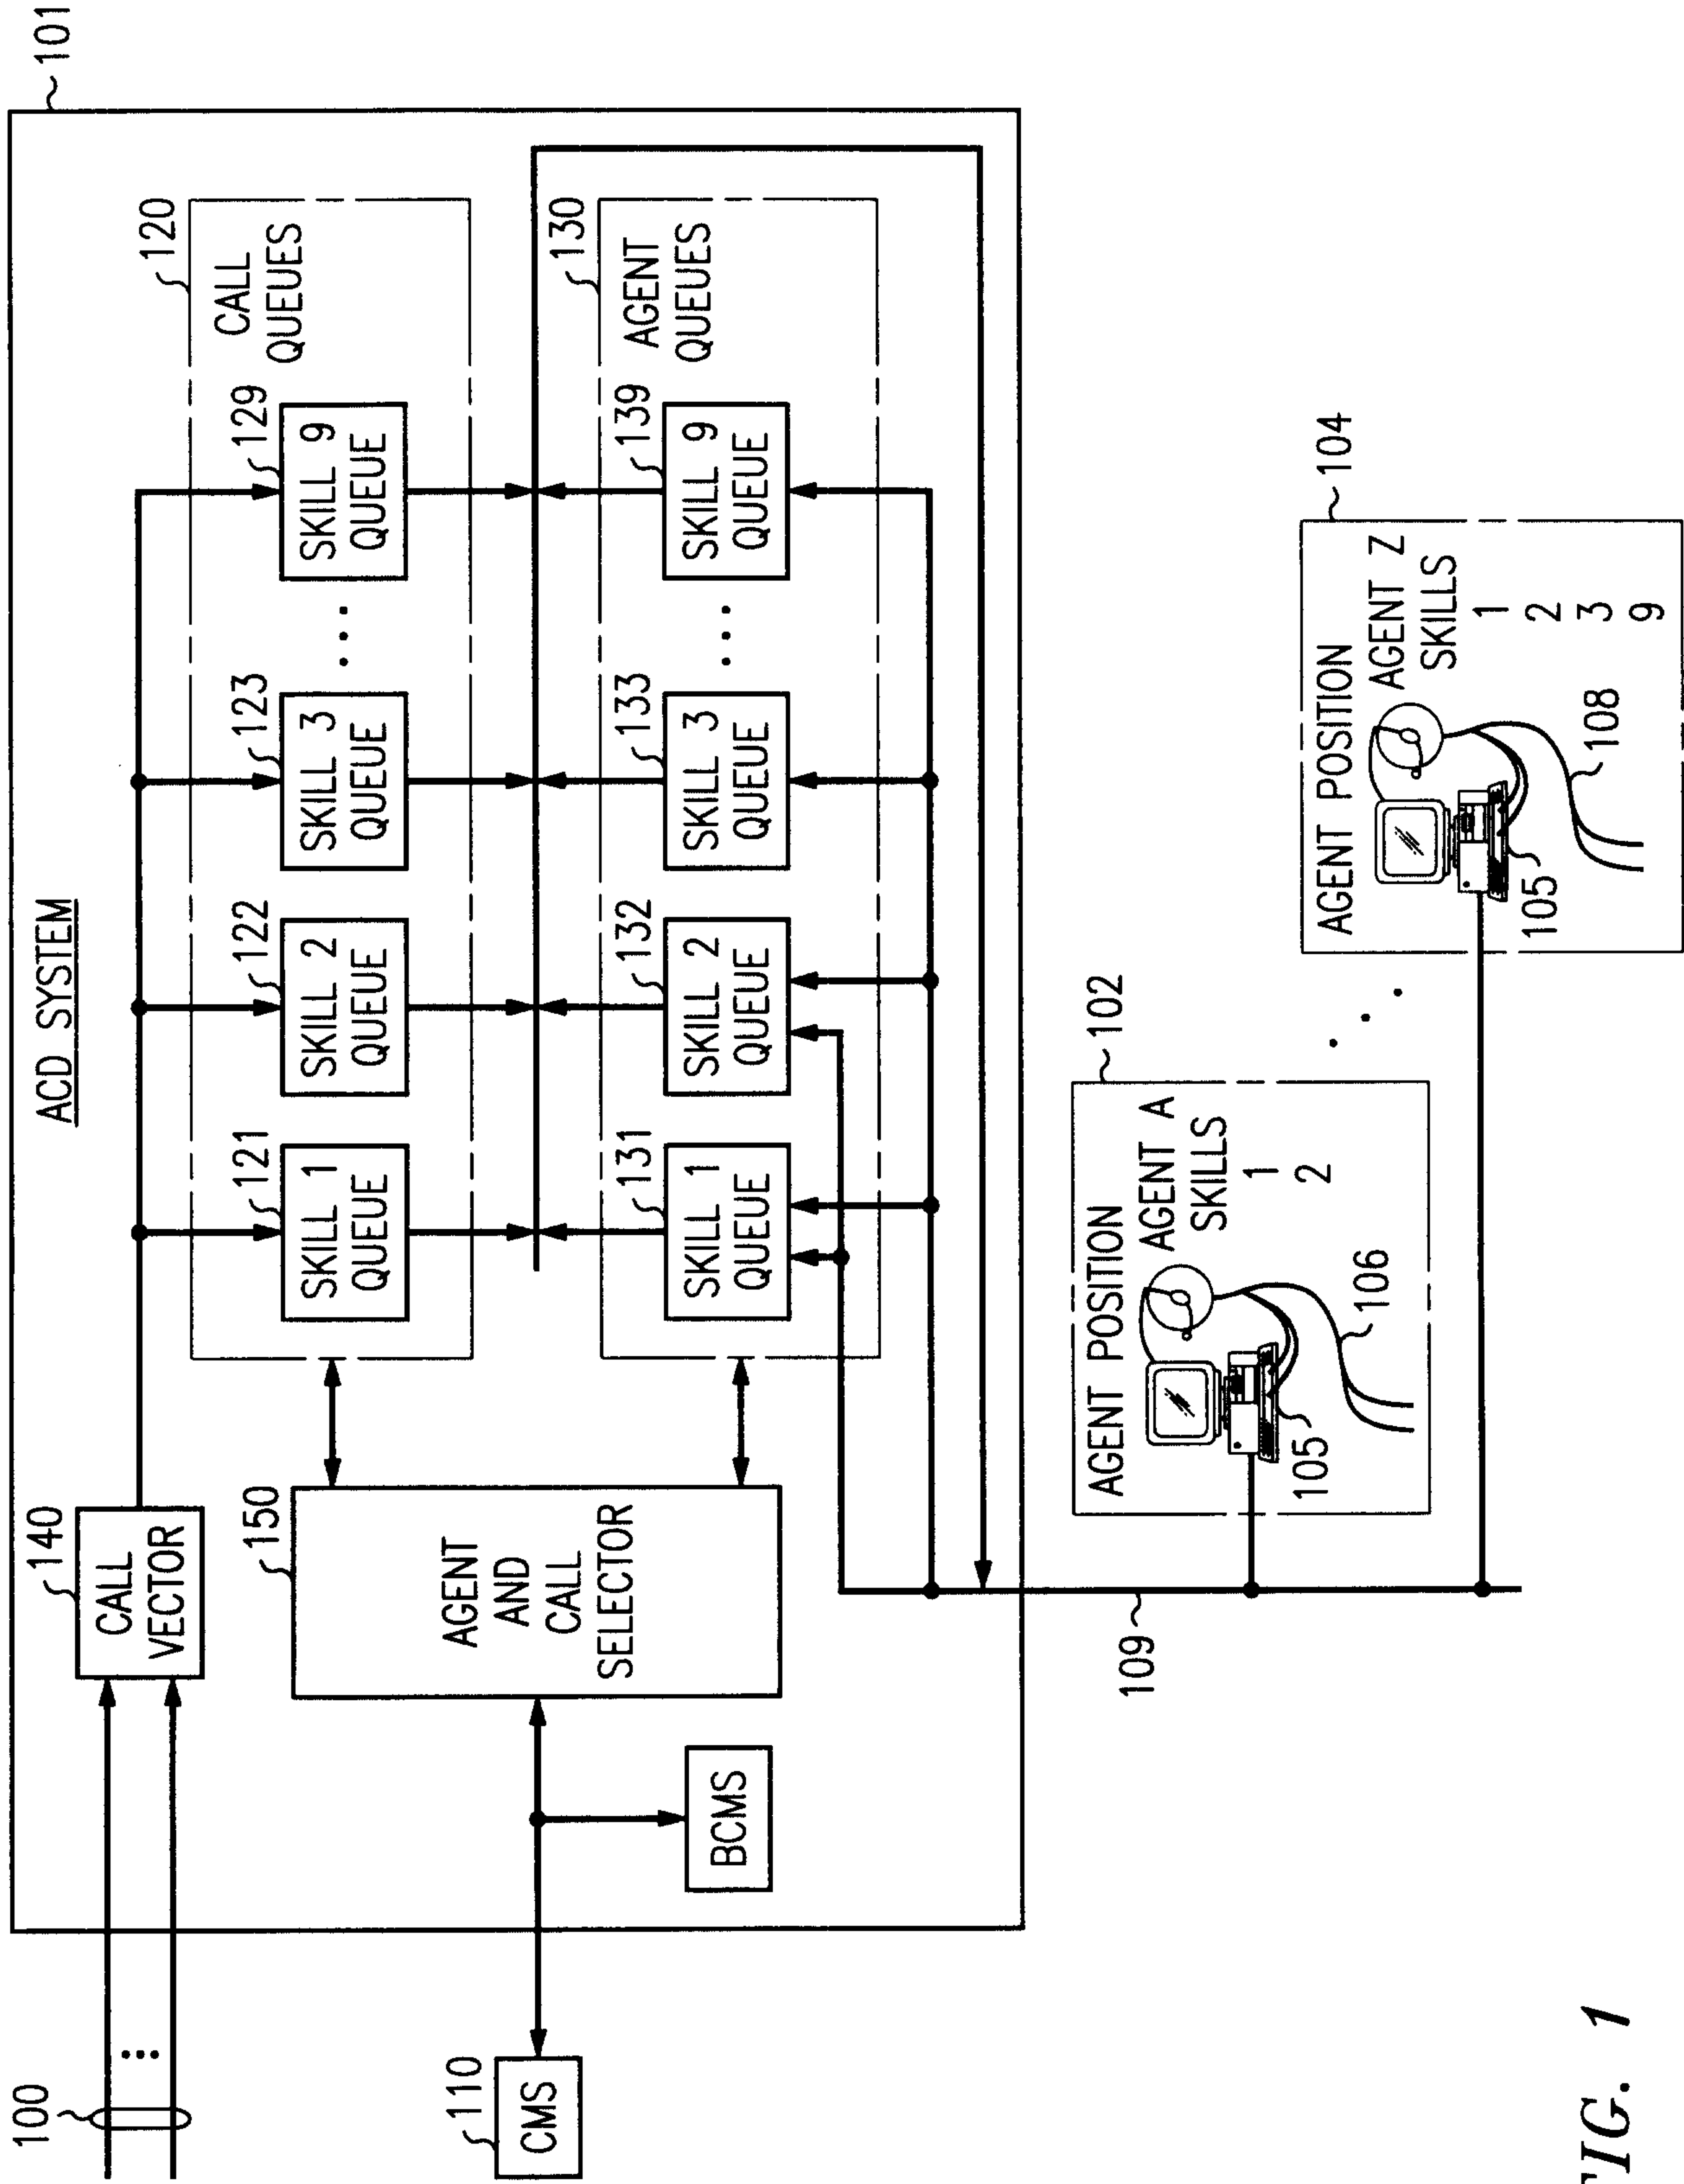 ACD SYSTEM
101
100
140
CALL
VECTOR
120
CALL
QUEUES
121
SKILL 1
QUEUE
122
SKILL 2
QUEUE
123
SKILL 3
QUEUE
...
129
SKILL 9
QUEUE
150
AGENT
AND
CALL
SELECTOR
110
CMS
BCMS
130
AGENT
QUEUES
131
SKILL 1
QUEUE
132
SKILL 2
QUEUE
133
SKILL 3
QUEUE
...
139
SKILL 9
QUEUE
109
102
AGENT POSITION
AGENT A
SKILLS
1
2
105
106
104
AGENT POSITION
AGENT Z
SKILLS
1
2
3
9
105
108
FIG. 1